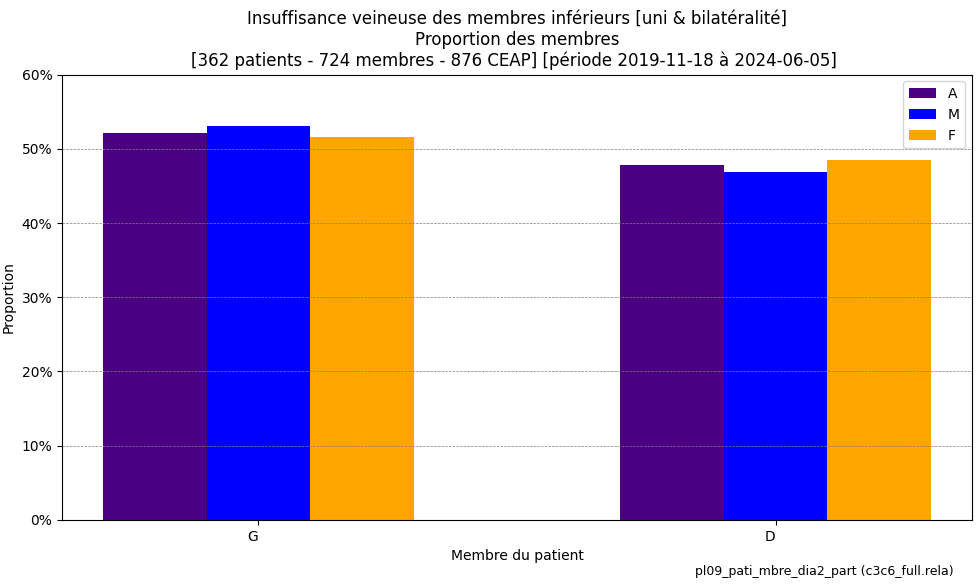 Insuffisance veineuse des membres inférieurs [uni & bilatéralité]
Proportion des membres
[362 patients - 724 membres - 876 CEAP] [période 2019-11-18 à 2024-06-05]
60%
50%
40%
30%
20%
10%
0%
Proportion
A
M
F
G
D
Membre du patient
pl09_pati_mbre_dia2_part (c3c6_full.rela)